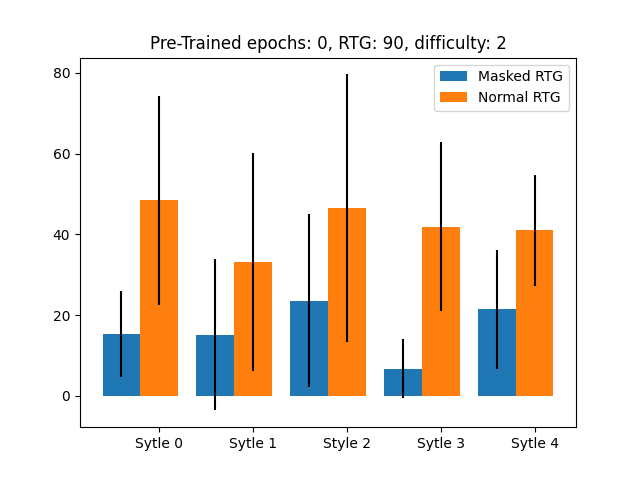 Pre-Trained epochs: 0, RTG: 90, difficulty: 2
Masked RTG
Normal RTG
80
60
40
20
0
Sytle 0
Sytle 1
Style 2
Sytle 3
Sytle 4